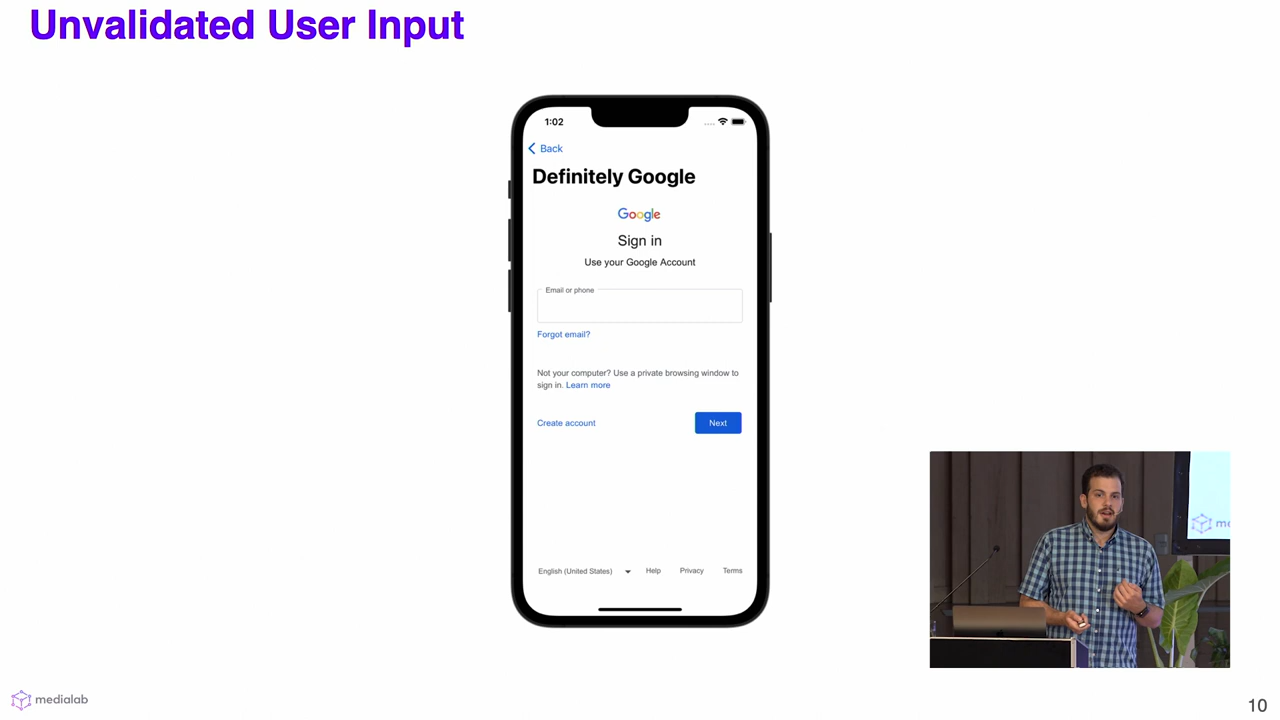 Unvalidated User Input
1:02
Back
Definitely Google
Google
Sign in
Use your Google Account
Email or phone
Forgot email?
Not your computer? Use a private browsing window to
sign in. Learn more
Create account
Next
English (United States)
Help
Privacy
Terms
me
medialab
10